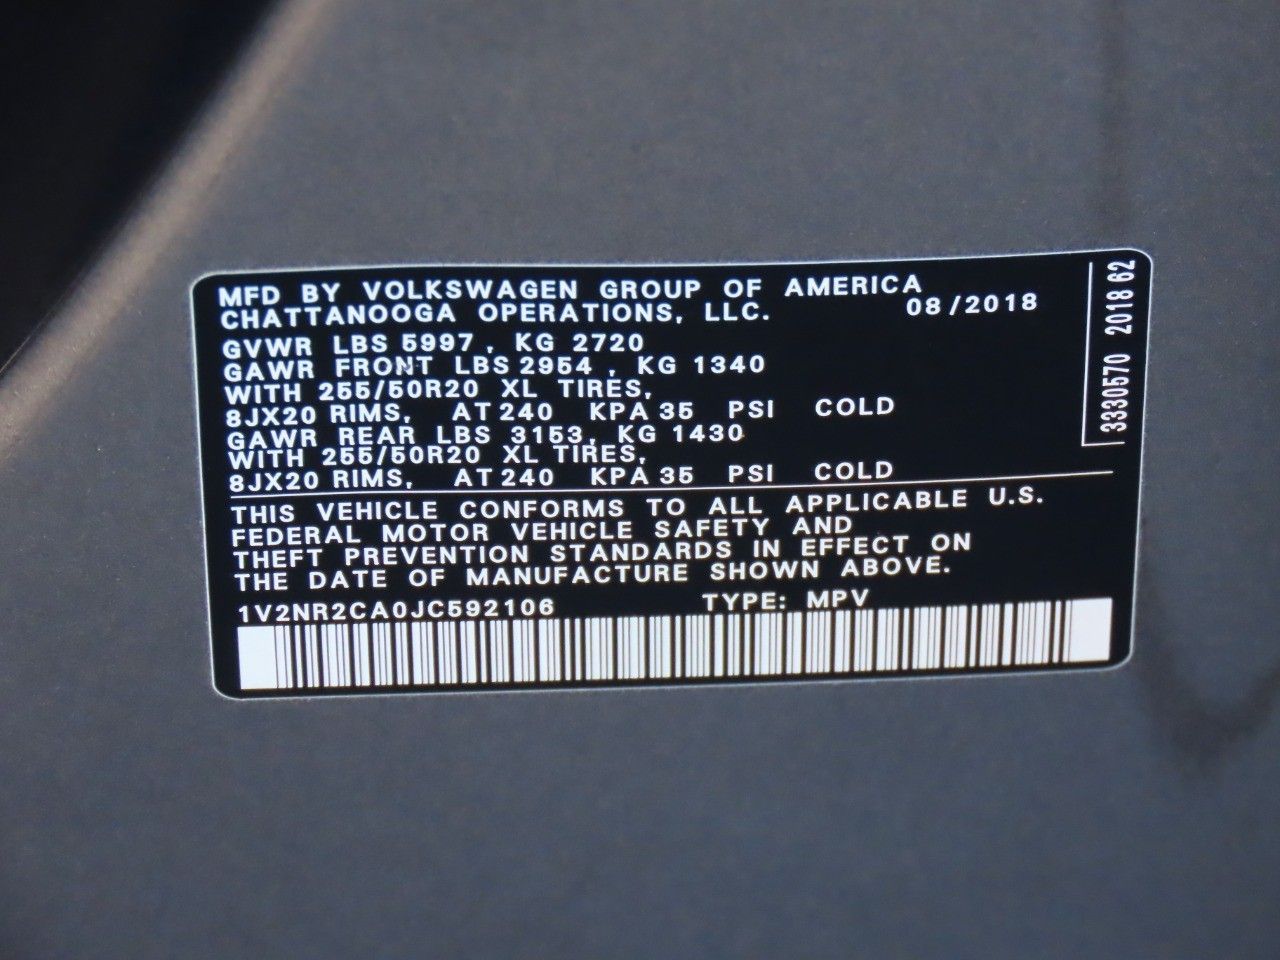 MFD BY VOLKSWAGEN GROUP OF AMERICA
CHATTANOOGA OPERATIONS, LLC. 08/2018
GVWR LBS 5997, KG 2720
GAWR FRONT LBS 2954, KG 1340
WITH 255/50R20 XL TIRES,
8JX20 RIMS, AT 240 KPA 35 PSI COLD
GAWR REAR LBS 3153, KG 1430
WITH 255/50R20 XL TIRES,
8JX20 RIMS, AT 240 KPA 35 PSI COLD
THIS VEHICLE CONFORMS TO ALL APPLICABLE U.S.
FEDERAL MOTOR VEHICLE SAFETY AND
THEFT PREVENTION STANDARDS IN EFFECT ON
THE DATE OF MANUFACTURE SHOWN ABOVE.
1V2NR2CA0JC592106 TYPE: MPV
3330570 2018 62